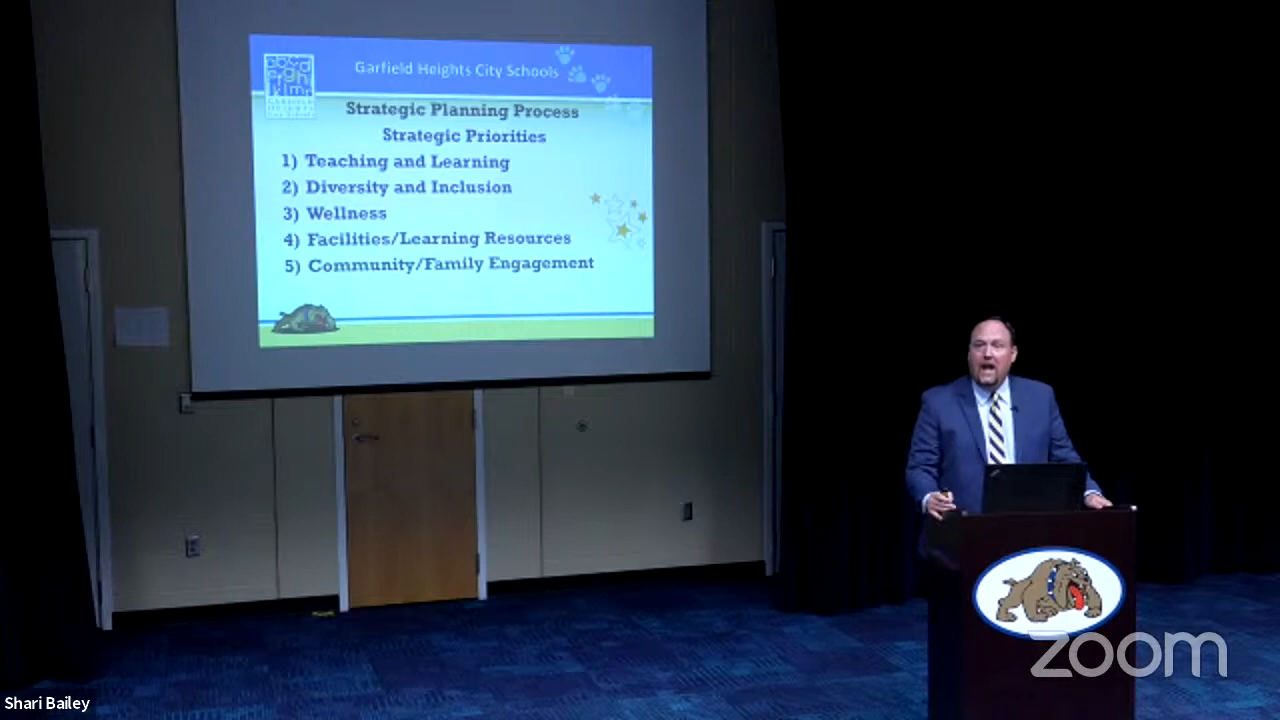 Garfield Heights City Schools
Strategic Planning Process
Strategic Priorities
1) Teaching and Learning
2) Diversity and Inclusion
3) Wellness
4) Facilities/Learning Resources
5) Community/Family Engagement
zoom
Shari Bailey